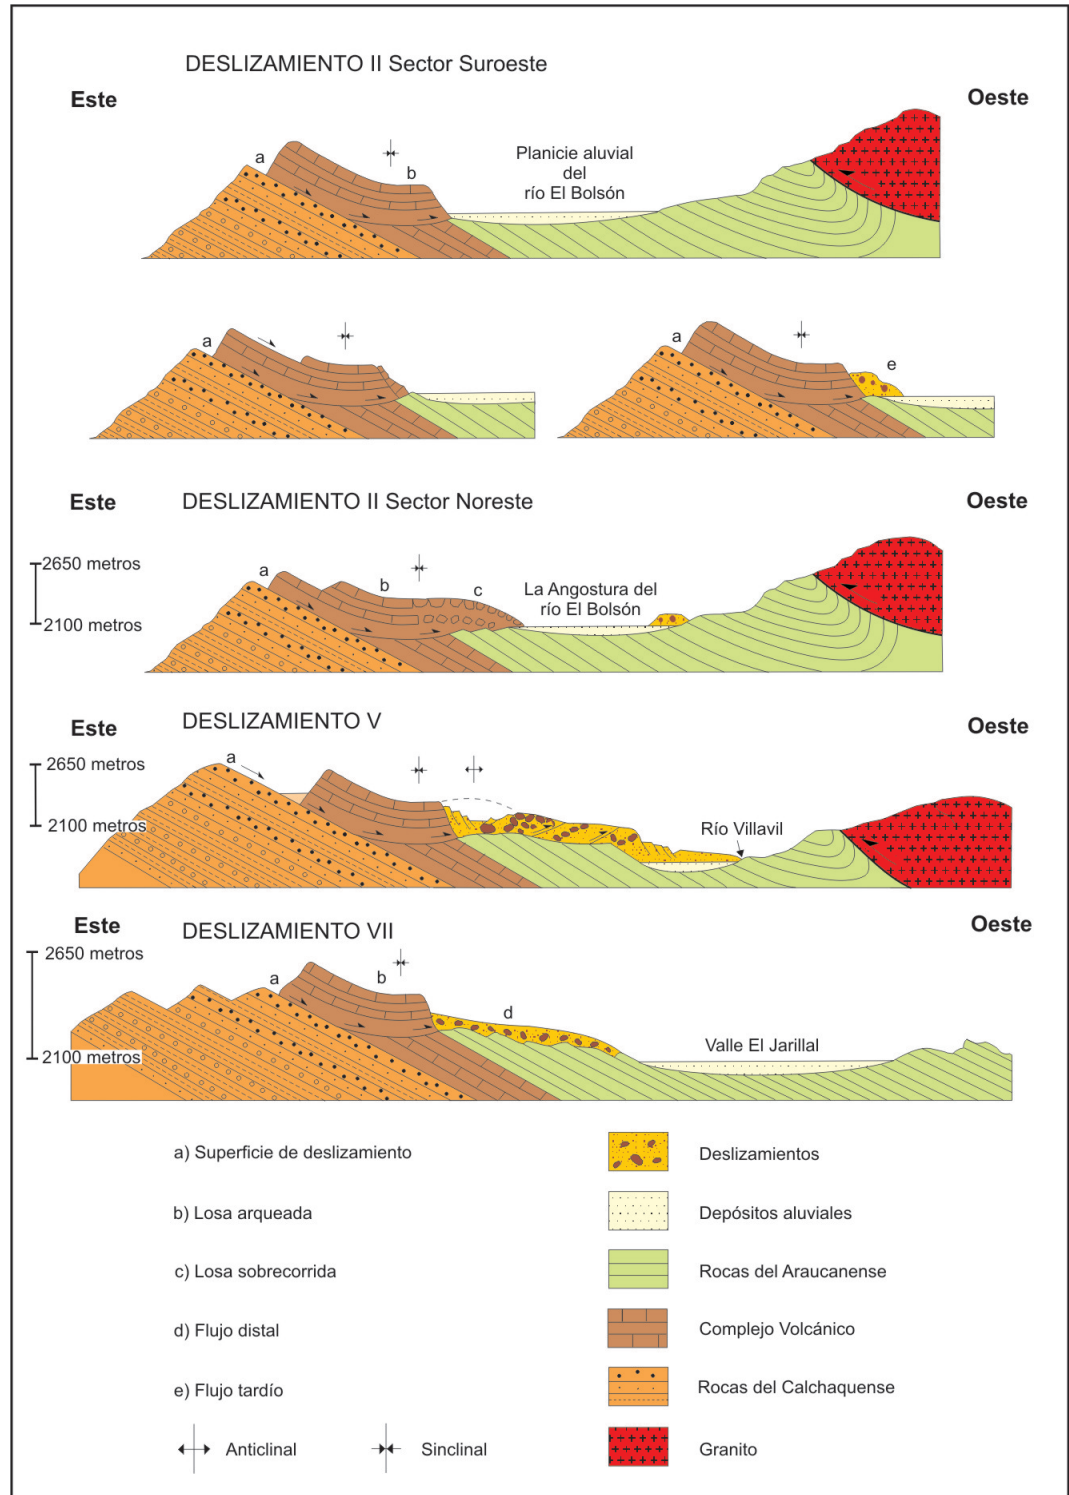 DESLIZAMIENTO II Sector Suroeste
Este
Oeste
a
b
Planicie aluvial
del
río El Bolsón
a
a
e
Este
DESLIZAMIENTO II Sector Noreste
Oeste
2650 metros
2100 metros
a
b
c
La Angostura del
río El Bolsón
Este
DESLIZAMIENTO V
Oeste
2650 metros
2100 metros
a
Río Villavil
Este
DESLIZAMIENTO VII
Oeste
2650 metros
2100 metros
a
b
d
Valle El Jarillal
a) Superficie de deslizamiento
Deslizamientos
b) Losa arqueada
Depósitos aluviales
c) Losa sobrecorrida
Rocas del Araucanense
d) Flujo distal
Complejo Volcánico
e) Flujo tardío
Rocas del Calchaquense
Anticlinal
Sinclinal
Granito